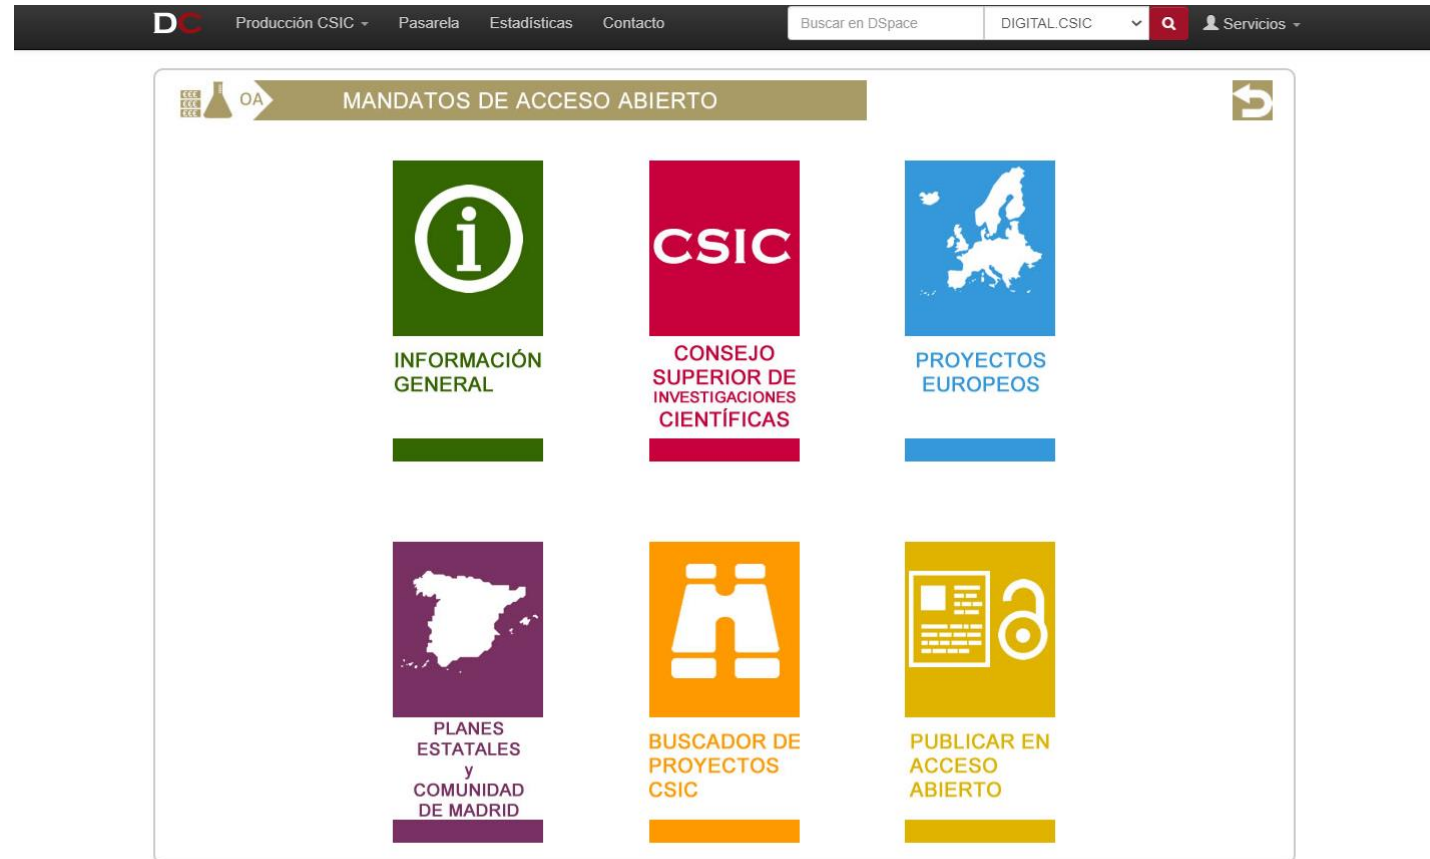 DC Producción CSIC Pasarela Estadísticas Contacto Buscar en DSpace DIGITAL.CSIC Servicios
OA MANDATOS DE ACCESO ABIERTO
i
INFORMACIÓN
GENERAL
CSIC
CONSEJO
SUPERIOR DE
INVESTIGACIONES
CIENTÍFICAS
PROYECTOS
EUROPEOS
PLANES
ESTATALES
y
COMUNIDAD
DE MADRID
BUSCADOR DE
PROYECTOS
CSIC
PUBLICAR EN
ACCESO
ABIERTO